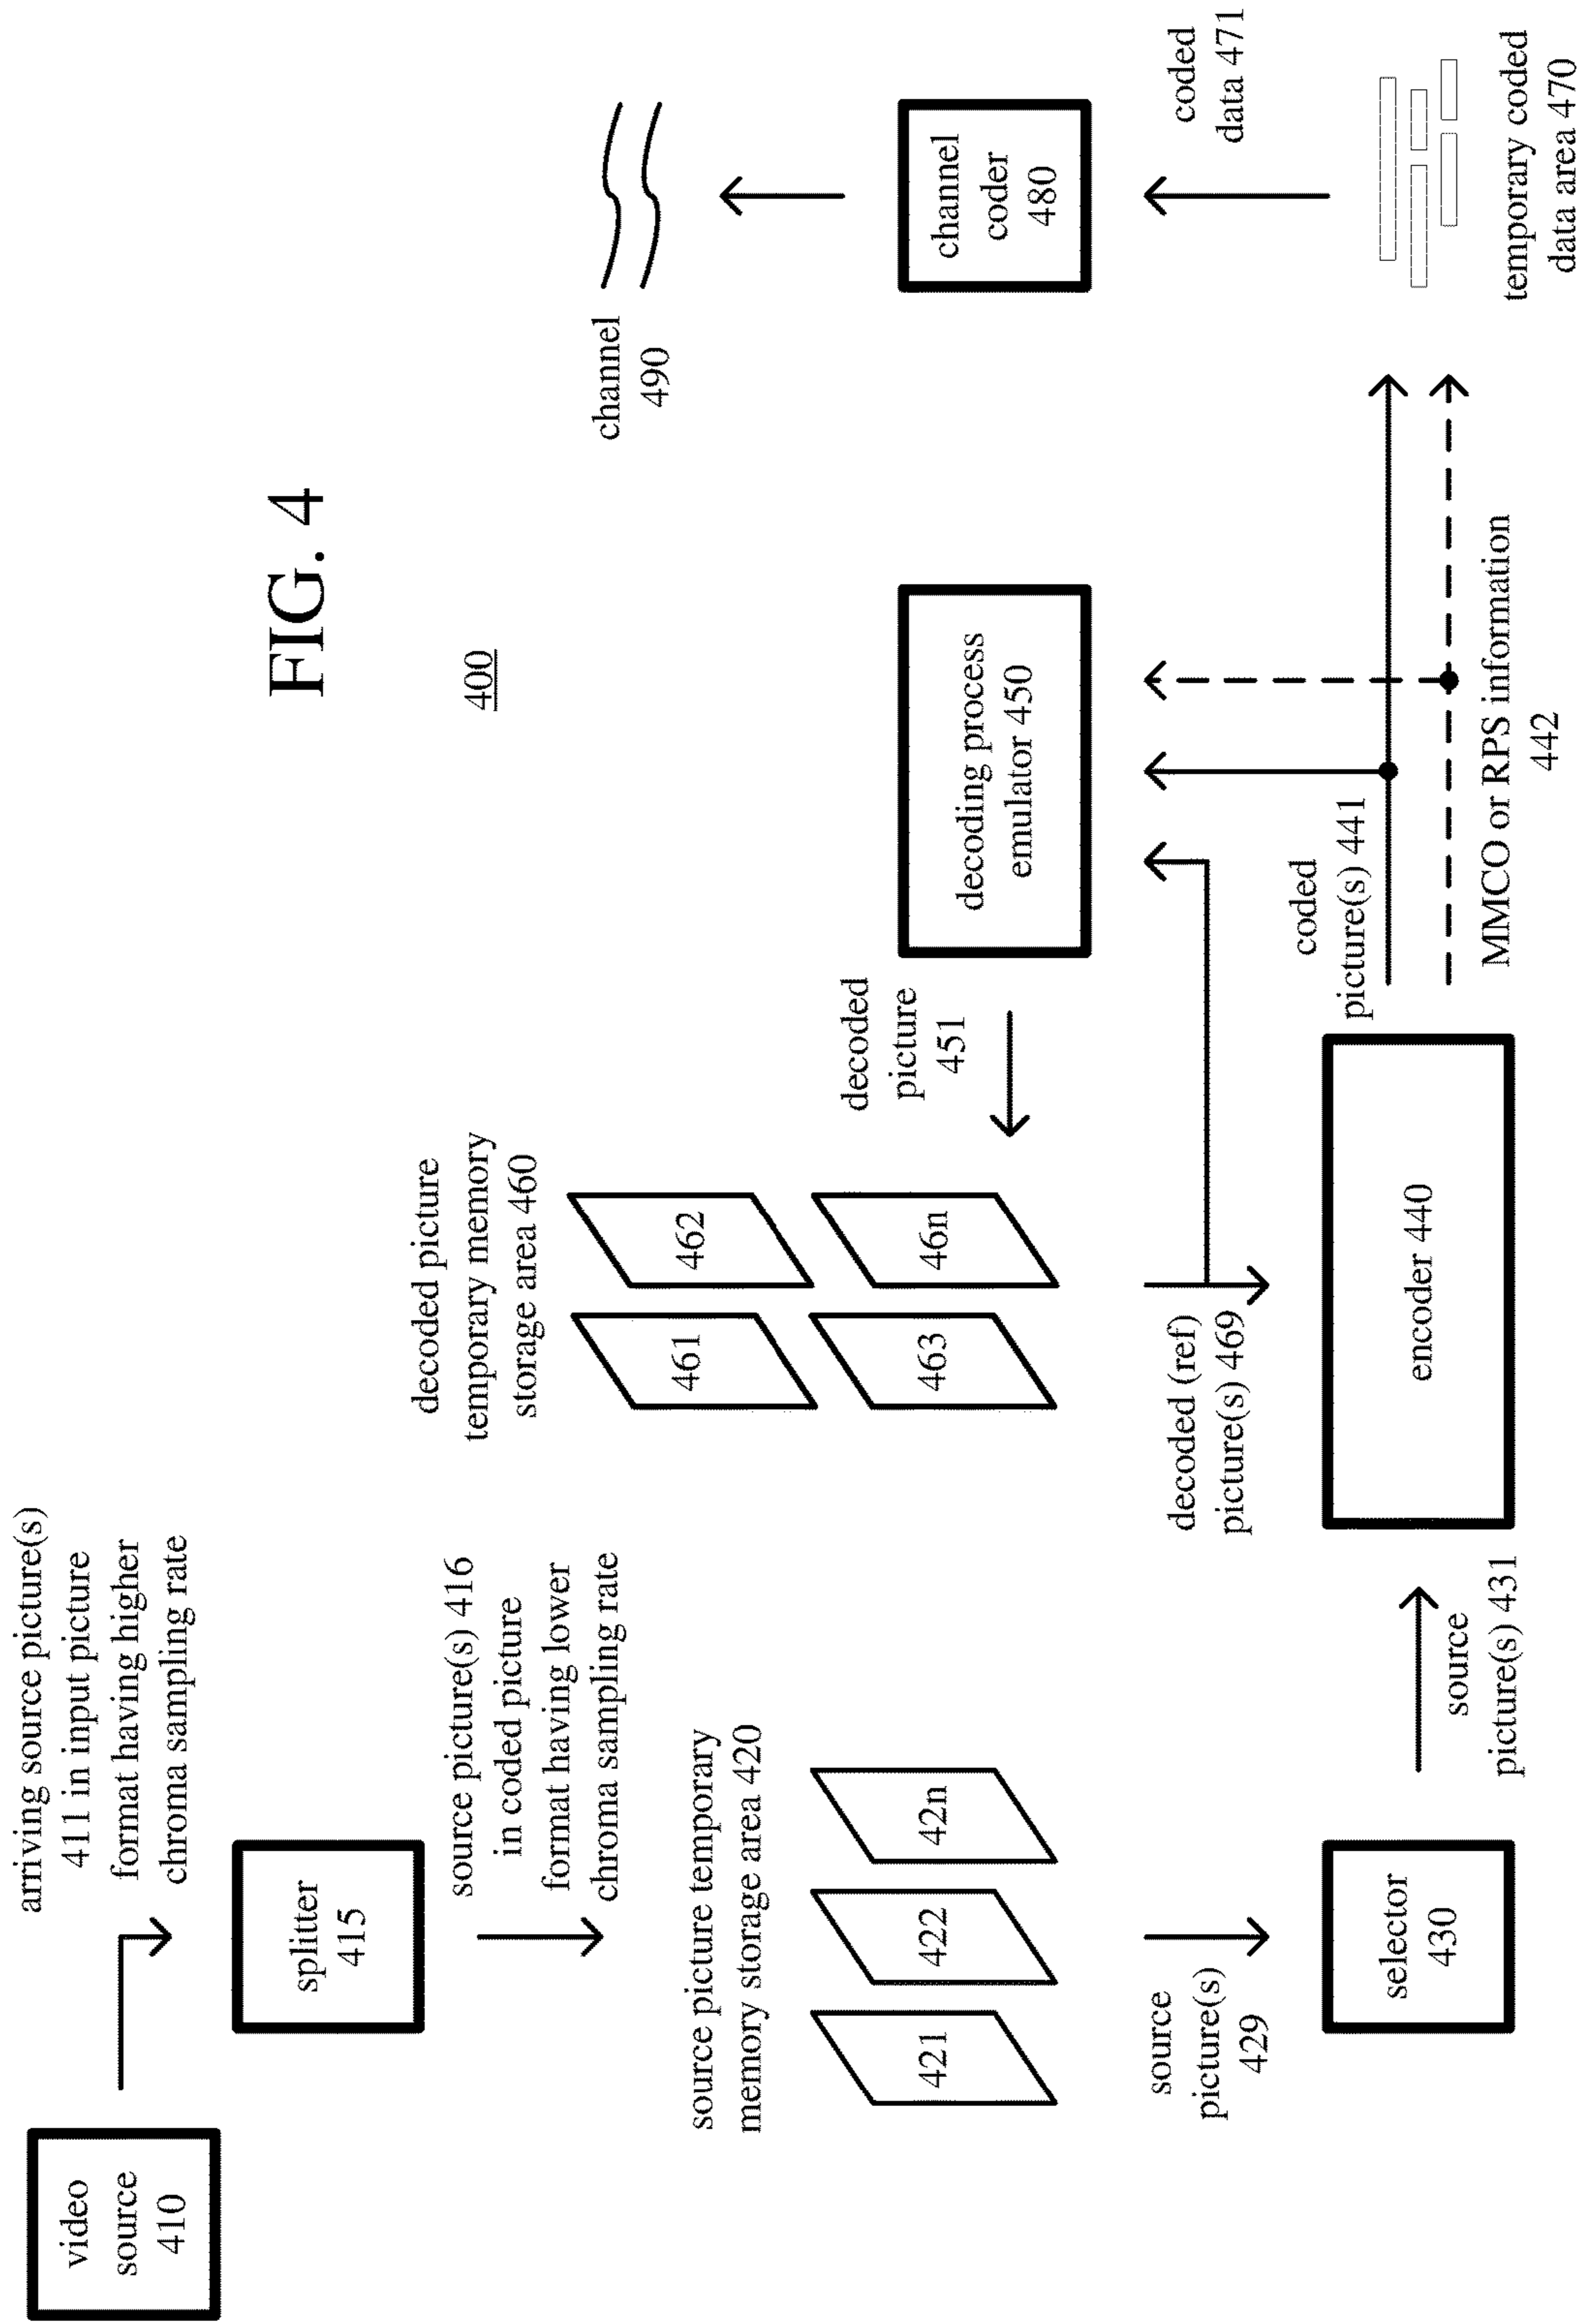 FIG. 4
400
video
source
410
arriving source picture(s)
411 in input picture
format having higher
chroma sampling rate
splitter
415
source picture(s) 416
in coded picture
format having lower
chroma sampling rate
source picture temporary
memory storage area 420
421
422
42n
source
picture(s)
429
selector
430
source
picture(s) 431
decoded picture
temporary memory
storage area 460
461
462
463
46n
decoded (ref)
picture(s) 469
encoder 440
decoded
picture
451
decoding process
emulator 450
coded
picture(s) 441
MMCO or RPS information
442
channel
490
channel
coder
480
coded
data 471
temporary coded
data area 470